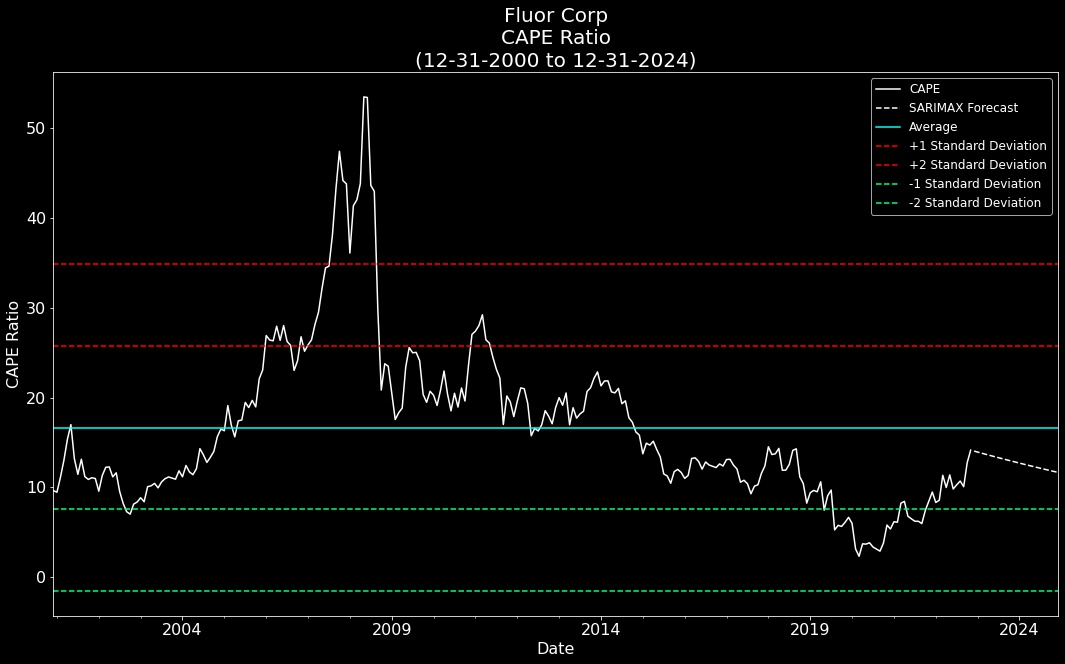 Fluor Corp
CAPE Ratio
(12-31-2000 to 12-31-2024)
CAPE
SARIMAX Forecast
Average
+1 Standard Deviation
+2 Standard Deviation
-1 Standard Deviation
-2 Standard Deviation
CAPE Ratio
50
40
30
20
10
0
2004
2009
2014
2019
2024
Date